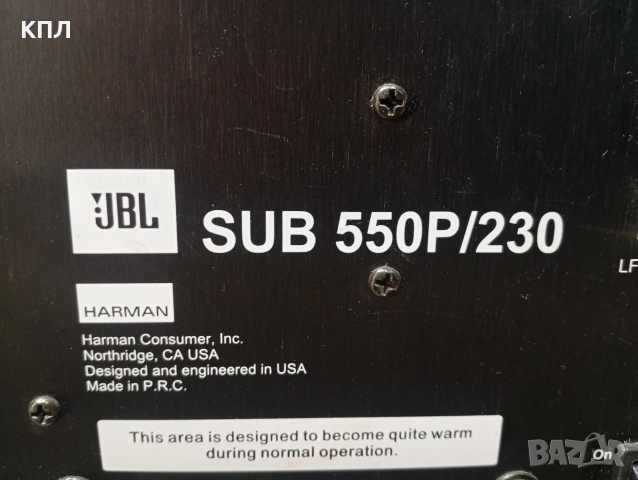 КПЛ
JBL
SUB 550P/230
LF
HARMAN
Harman Consumer, Inc.
Northridge, CA USA
Designed and engineered in USA
Made in P.R.C.
This area is designed to become quite warm
during normal operation.
On
BAZAR